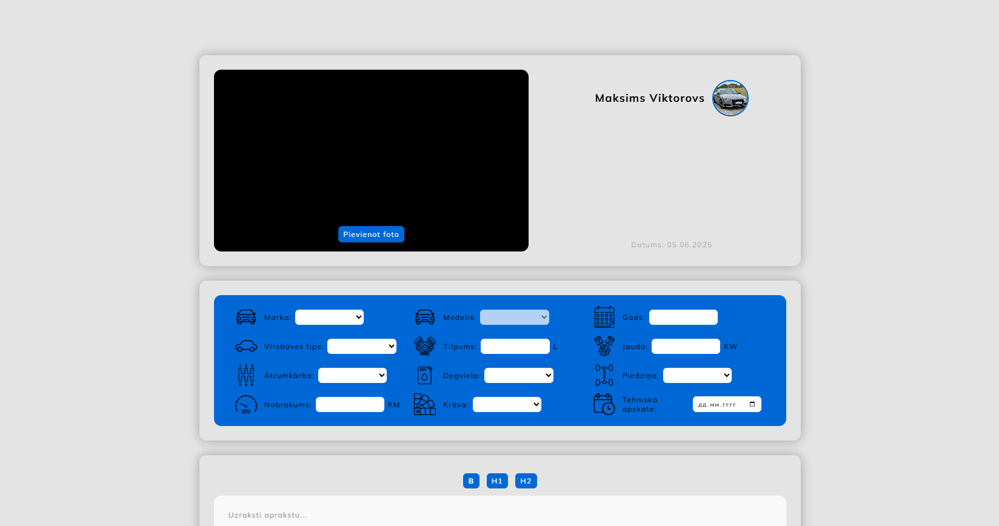 Maksims Viktorovs
Pievienot foto
Datums: 05.06.2025
Marka:
Modelis:
Gads:
Virsbūves tips:
Tilpums: L
Jauda: KW
Ātrumkārba:
Degviela:
Piedziņa:
Nobrakums: KM
Krāsa:
Tehniskā
apskate: дд.мм.гггг
B H1 H2
Uzraksti aprakstu...